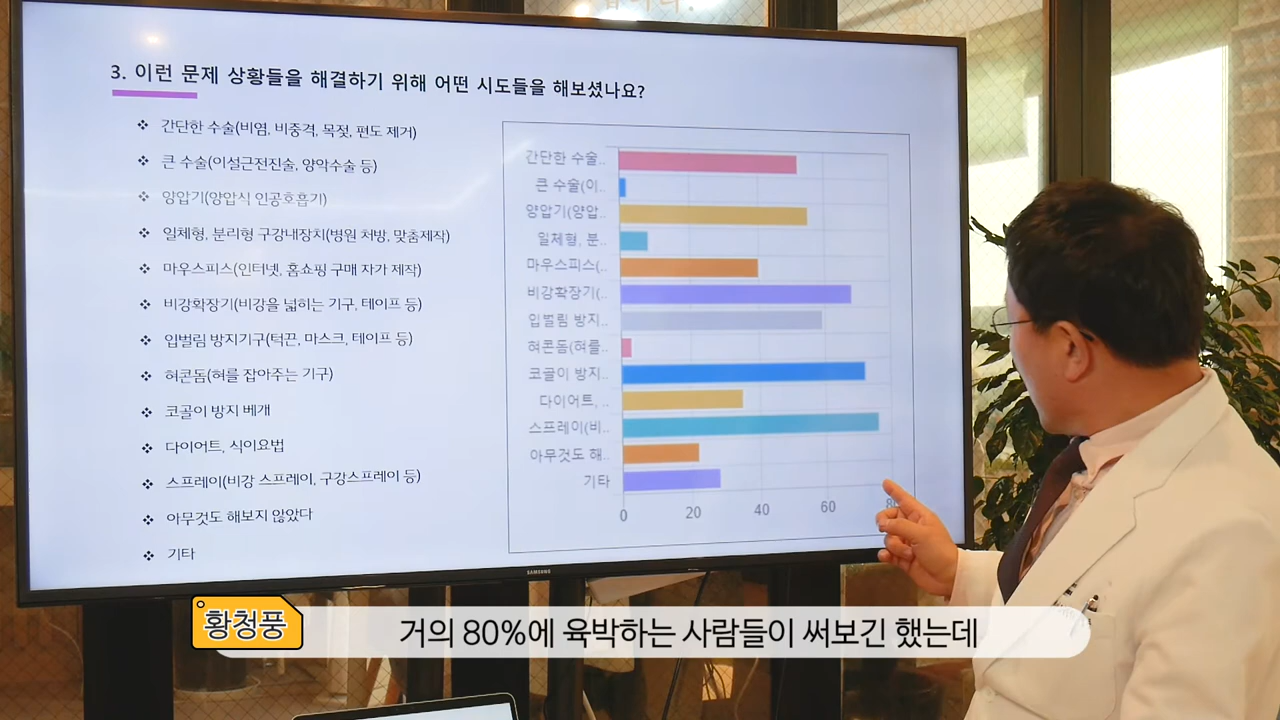 3. 이런 문제 상황들을 해결하기 위해 어떤 시도들을 해보셨나요?
❖ 간단한 수술(비염, 비중격, 목젖, 편도 제거)
❖ 큰 수술(이설근전진술, 양악수술 등)
❖ 양압기(양압식 인공호흡기)
❖ 일체형, 분리형 구강내장치(병원 처방, 맞춤제작)
❖ 마우스피스(인터넷, 홈쇼핑 구매 자가 제작)
❖ 비강확장기(비강을 넓히는 기구, 테이프 등)
❖ 입벌림 방지기구(턱끈, 마스크, 테이프 등)
❖ 혀콘돔(혀를 잡아주는 기구)
❖ 코골이 방지 베개
❖ 다이어트, 식이요법
❖ 스프레이(비강 스프레이, 구강스프레이 등)
❖ 아무것도 해보지 않았다
❖ 기타
간단한 수술..
큰 수술(이..
양압기(양압..
일체형, 분..
마우스피스(..
비강확장기(..
입벌림 방지..
혀콘돔(혀를..
코골이 방지..
다이어트, ..
스프레이(비..
아무것도 해..
기타
0 20 40 60 80
SAMSUNG
황청풍
거의 80%에 육박하는 사람들이 써보긴 했는데